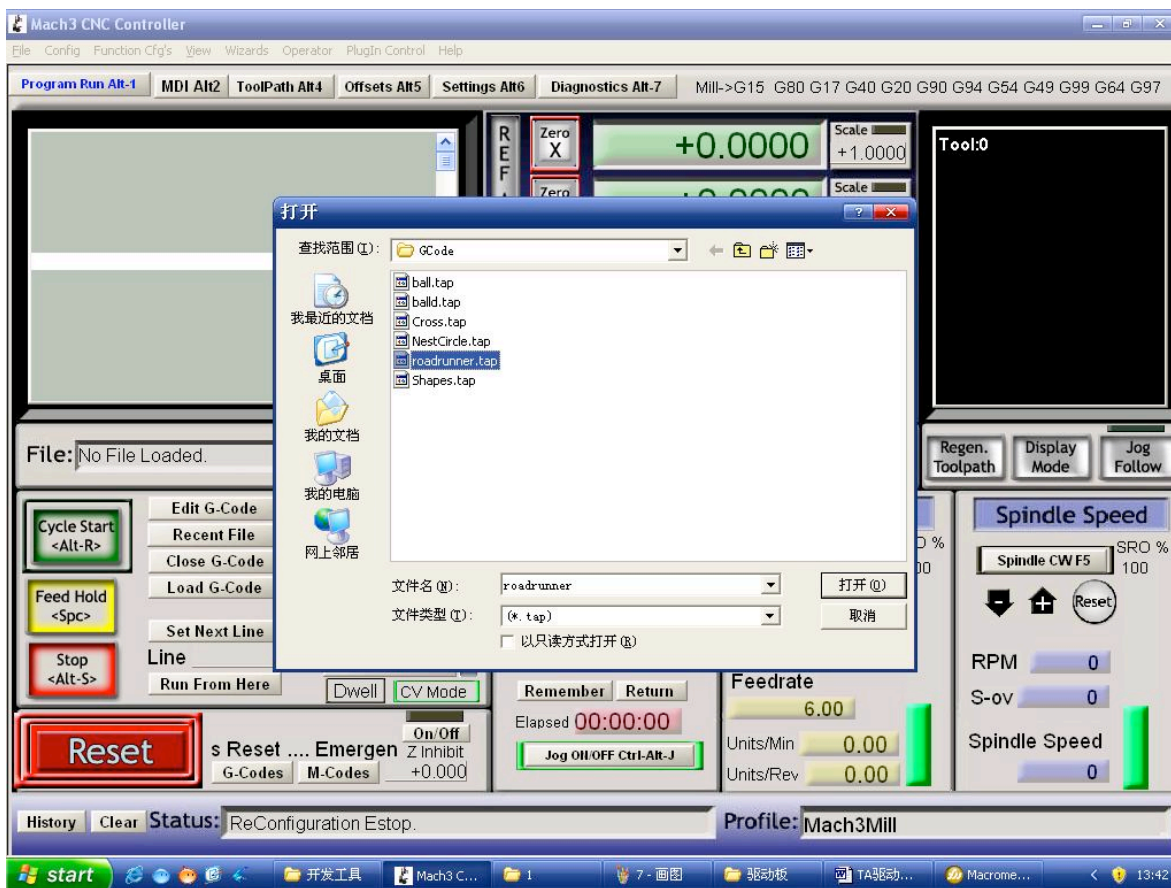 Mach3 CNC Controller
File Config Function Cfg's View Wizards Operator PlugIn Control Help
Program Run Alt-1 MDI Alt2 ToolPath Alt4 Offsets Alt5 Settings Alt6 Diagnostics Alt-7 Mill->G15 G80 G17 G40 G20 G90 G94 G54 G49 G99 G64 G97
REF
Zero X
+0.0000
Scale
+1.0000
Tool:0
Zero
Scale
打开
查找范围(I): GCode
我最近的文档
桌面
我的文档
我的电脑
网上邻居
ball.tap
balld.tap
Cross.tap
NestCircle.tap
roadrunner.tap
Shapes.tap
文件名(N): roadrunner 打开(O)
文件类型(T): (*.tap) 取消
以只读方式打开(R)
File: No File Loaded.
Regen. Toolpath
Display Mode
Jog Follow
Cycle Start <Alt-R>
Feed Hold <Spc>
Stop <Alt-S>
Edit G-Code
Recent File
Close G-Code
Load G-Code
Set Next Line
Line
Run From Here
Dwell CV Mode
Reset
s Reset .... Emergen
G-Codes M-Codes
On/Off
Z Inhibit
+0.000
Remember Return
Elapsed 00:00:00
Jog ON/OFF Ctrl-Alt-J
Feedrate
6.00
Units/Min 0.00
Units/Rev 0.00
Spindle Speed
Spindle CW F5
SRO %
100
Reset
RPM 0
S-ov 0
Spindle Speed
0
History Clear Status: ReConfiguration Estop.
Profile: Mach3Mill
start 开发工具 Mach3 C... 1 7 - 画图 驱动板 TA驱动... Macrome... 13:42